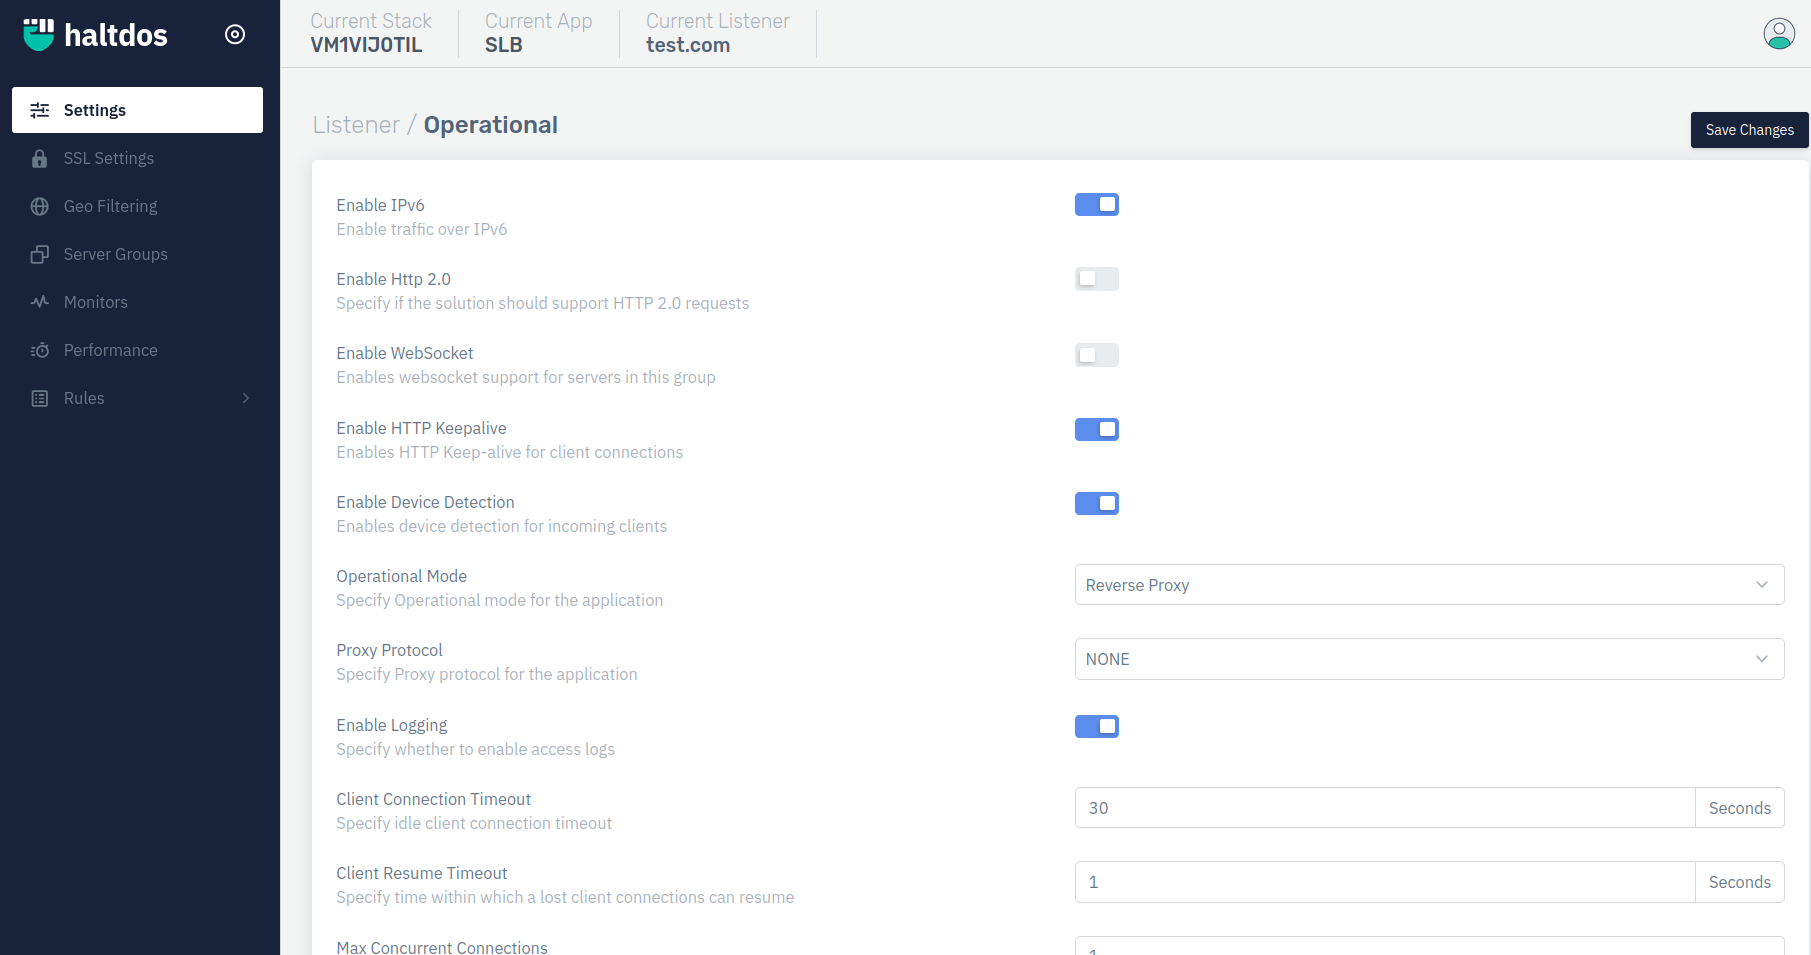 haltdos
Current Stack
VM1VIJ0TIL
Current App
SLB
Current Listener
test.com
Settings
SSL Settings
Geo Filtering
Server Groups
Monitors
Performance
Rules
Listener / Operational
Save Changes
Enable IPv6
Enable traffic over IPv6
Enable Http 2.0
Specify if the solution should support HTTP 2.0 requests
Enable WebSocket
Enables websocket support for servers in this group
Enable HTTP Keepalive
Enables HTTP Keep-alive for client connections
Enable Device Detection
Enables device detection for incoming clients
Operational Mode
Specify Operational mode for the application
Reverse Proxy
Proxy Protocol
Specify Proxy protocol for the application
NONE
Enable Logging
Specify whether to enable access logs
Client Connection Timeout
Specify idle client connection timeout
30 Seconds
Client Resume Timeout
Specify time within which a lost client connections can resume
1 Seconds
Max Concurrent Connections